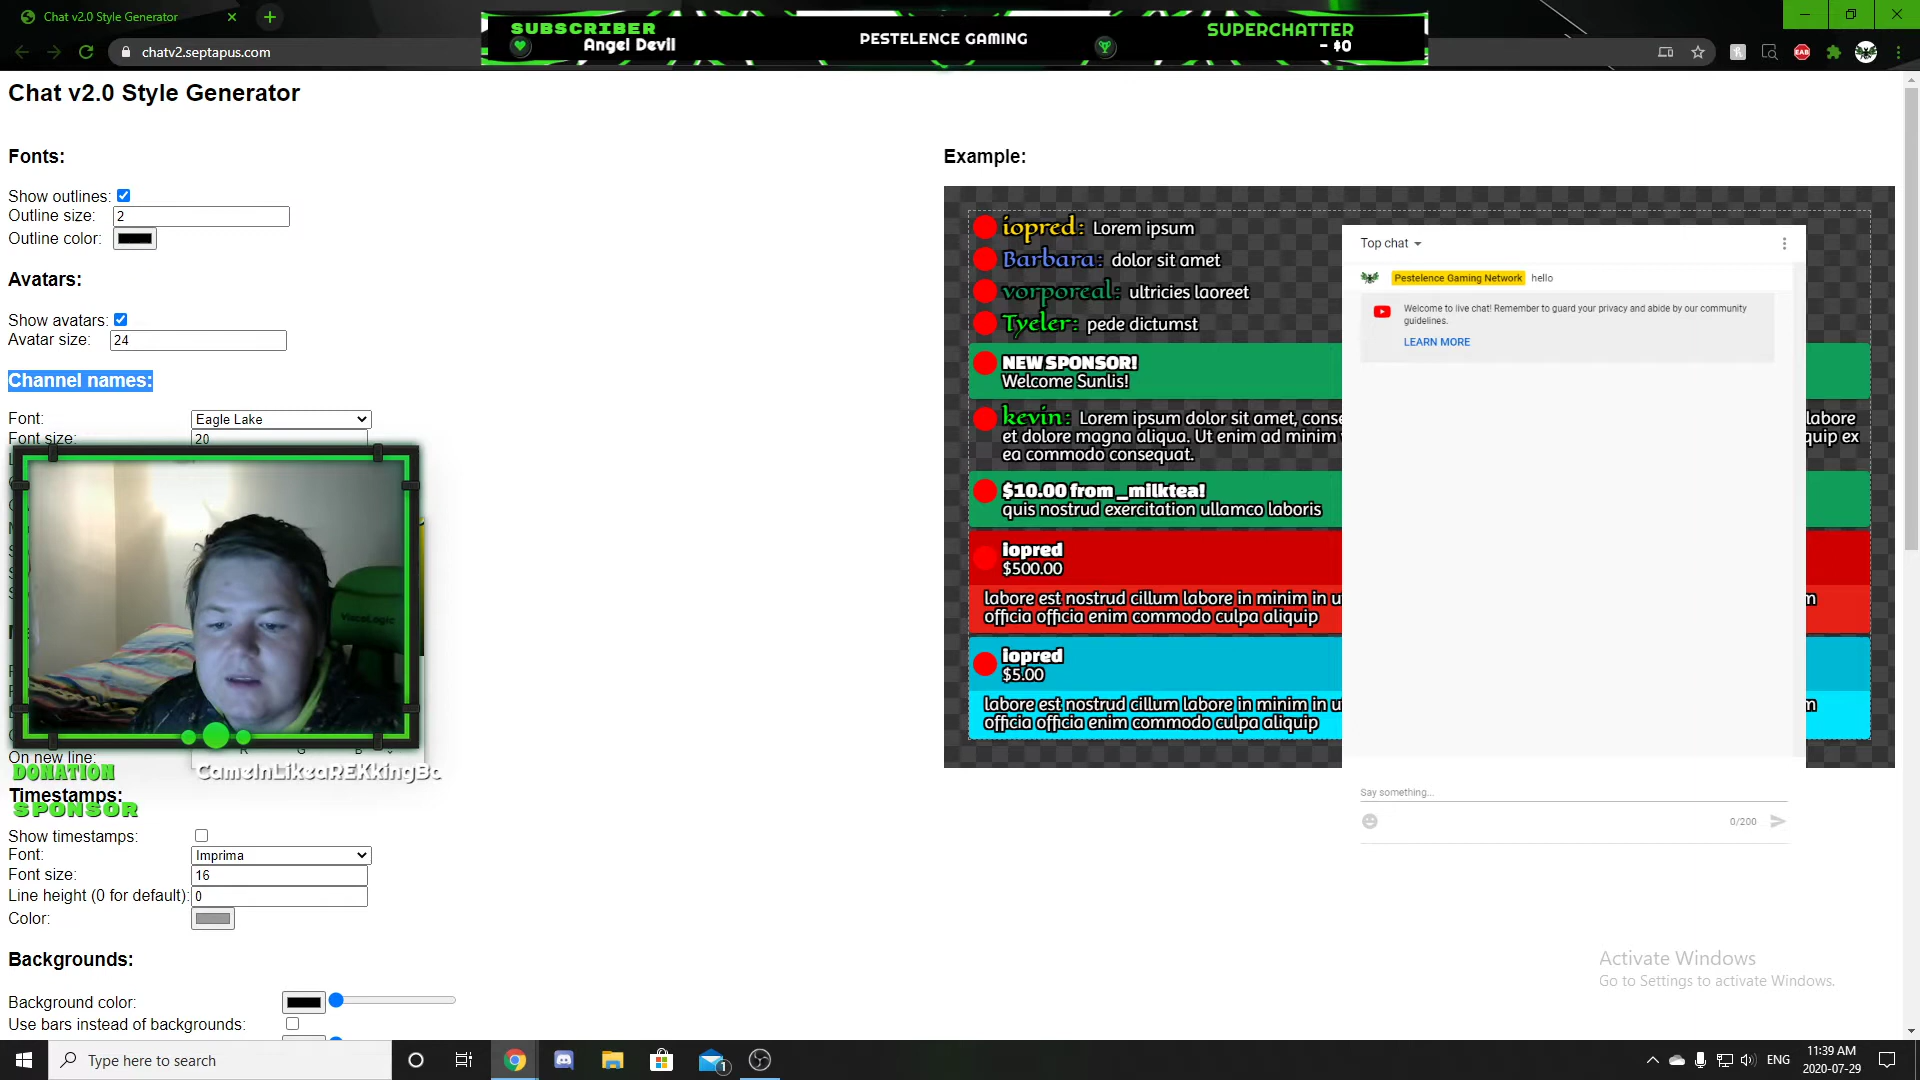 Chat v2.0 Style Generator
SUBSCRIBER
Angel Devil
PESTELENCE GAMING
SUPERCHATTER
- $0
chatv2.septapus.com
Chat v2.0 Style Generator
Fonts:
Show outlines:
Outline size: 2
Outline color:
Avatars:
Show avatars:
Avatar size: 24
Channel names:
Font: Eagle Lake
Font size: 20
On new line:
R G B
DONATION
CameInLikeaREKkingBa
SPONSOR
Timestamps:
Show timestamps:
Font: Imprima
Font size: 16
Line height (0 for default): 0
Color:
Backgrounds:
Background color:
Use bars instead of backgrounds:
Example:
iopred: Lorem ipsum
Barbara: dolor sit amet
vorporeal: ultricies laoreet
Tyeler: pede dictumst
NEW SPONSOR!
Welcome Sunlis!
kevin: Lorem ipsum dolor sit amet, conse labore
et dolore magna aliqua. Ut enim ad minim quip ex
ea commodo consequat.
$10.00 from _milktea!
quis nostrud exercitation ullamco laboris
iopred
$500.00
labore est nostrud cillum labore in minim in u m
officia officia enim commodo culpa aliquip
iopred
$5.00
labore est nostrud cillum labore in minim in u m
officia officia enim commodo culpa aliquip
Top chat
Pestelence Gaming Network hello
Welcome to live chat! Remember to guard your privacy and abide by our community
guidelines.
LEARN MORE
Say something...
0/200
Activate Windows
Go to Settings to activate Windows.
Type here to search
1
ENG
11:39 AM
2020-07-29